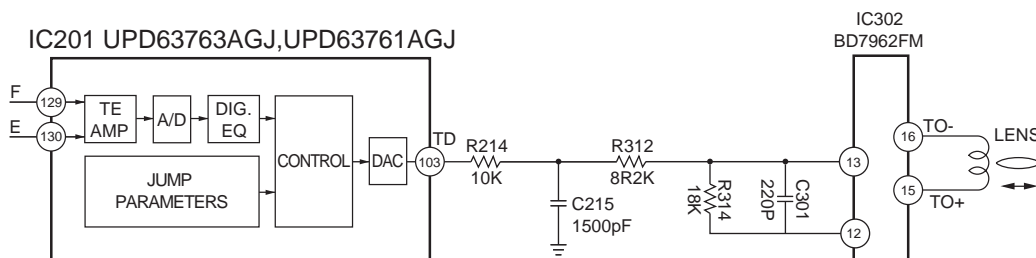 IC201 UPD63763AGJ,UPD63761AGJ
IC302
BD7962FM
F
129
E
130
TE
AMP
A/D
DIG.
EQ
CONTROL
DAC
JUMP
PARAMETERS
TD
103
R214
10K
C215
1500pF
R312
8R2K
R314
18K
C301
220P
13
12
16
TO-
15
TO+
LENS